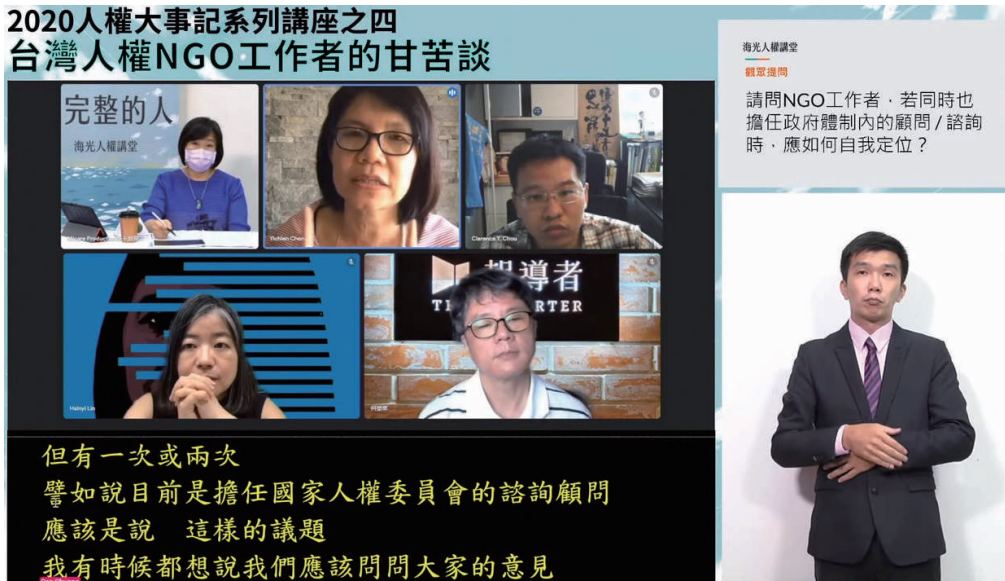 2020人權大事記系列講座之四
台灣人權NGO工作者的甘苦談
完整的人
海光人權講堂
Yuchien Chen
Clarence Y. Chou
報導者
THE REPORTER
海光人權講堂
觀眾提問
請問NGO工作者，若同時也
擔任政府體制內的顧問 / 諮詢
時，應如何自我定位？
但有一次或兩次
譬如說目前是擔任國家人權委員會的諮詢顧問
應該是說　這樣的議題
我有時候都想說我們應該問問大家的意見